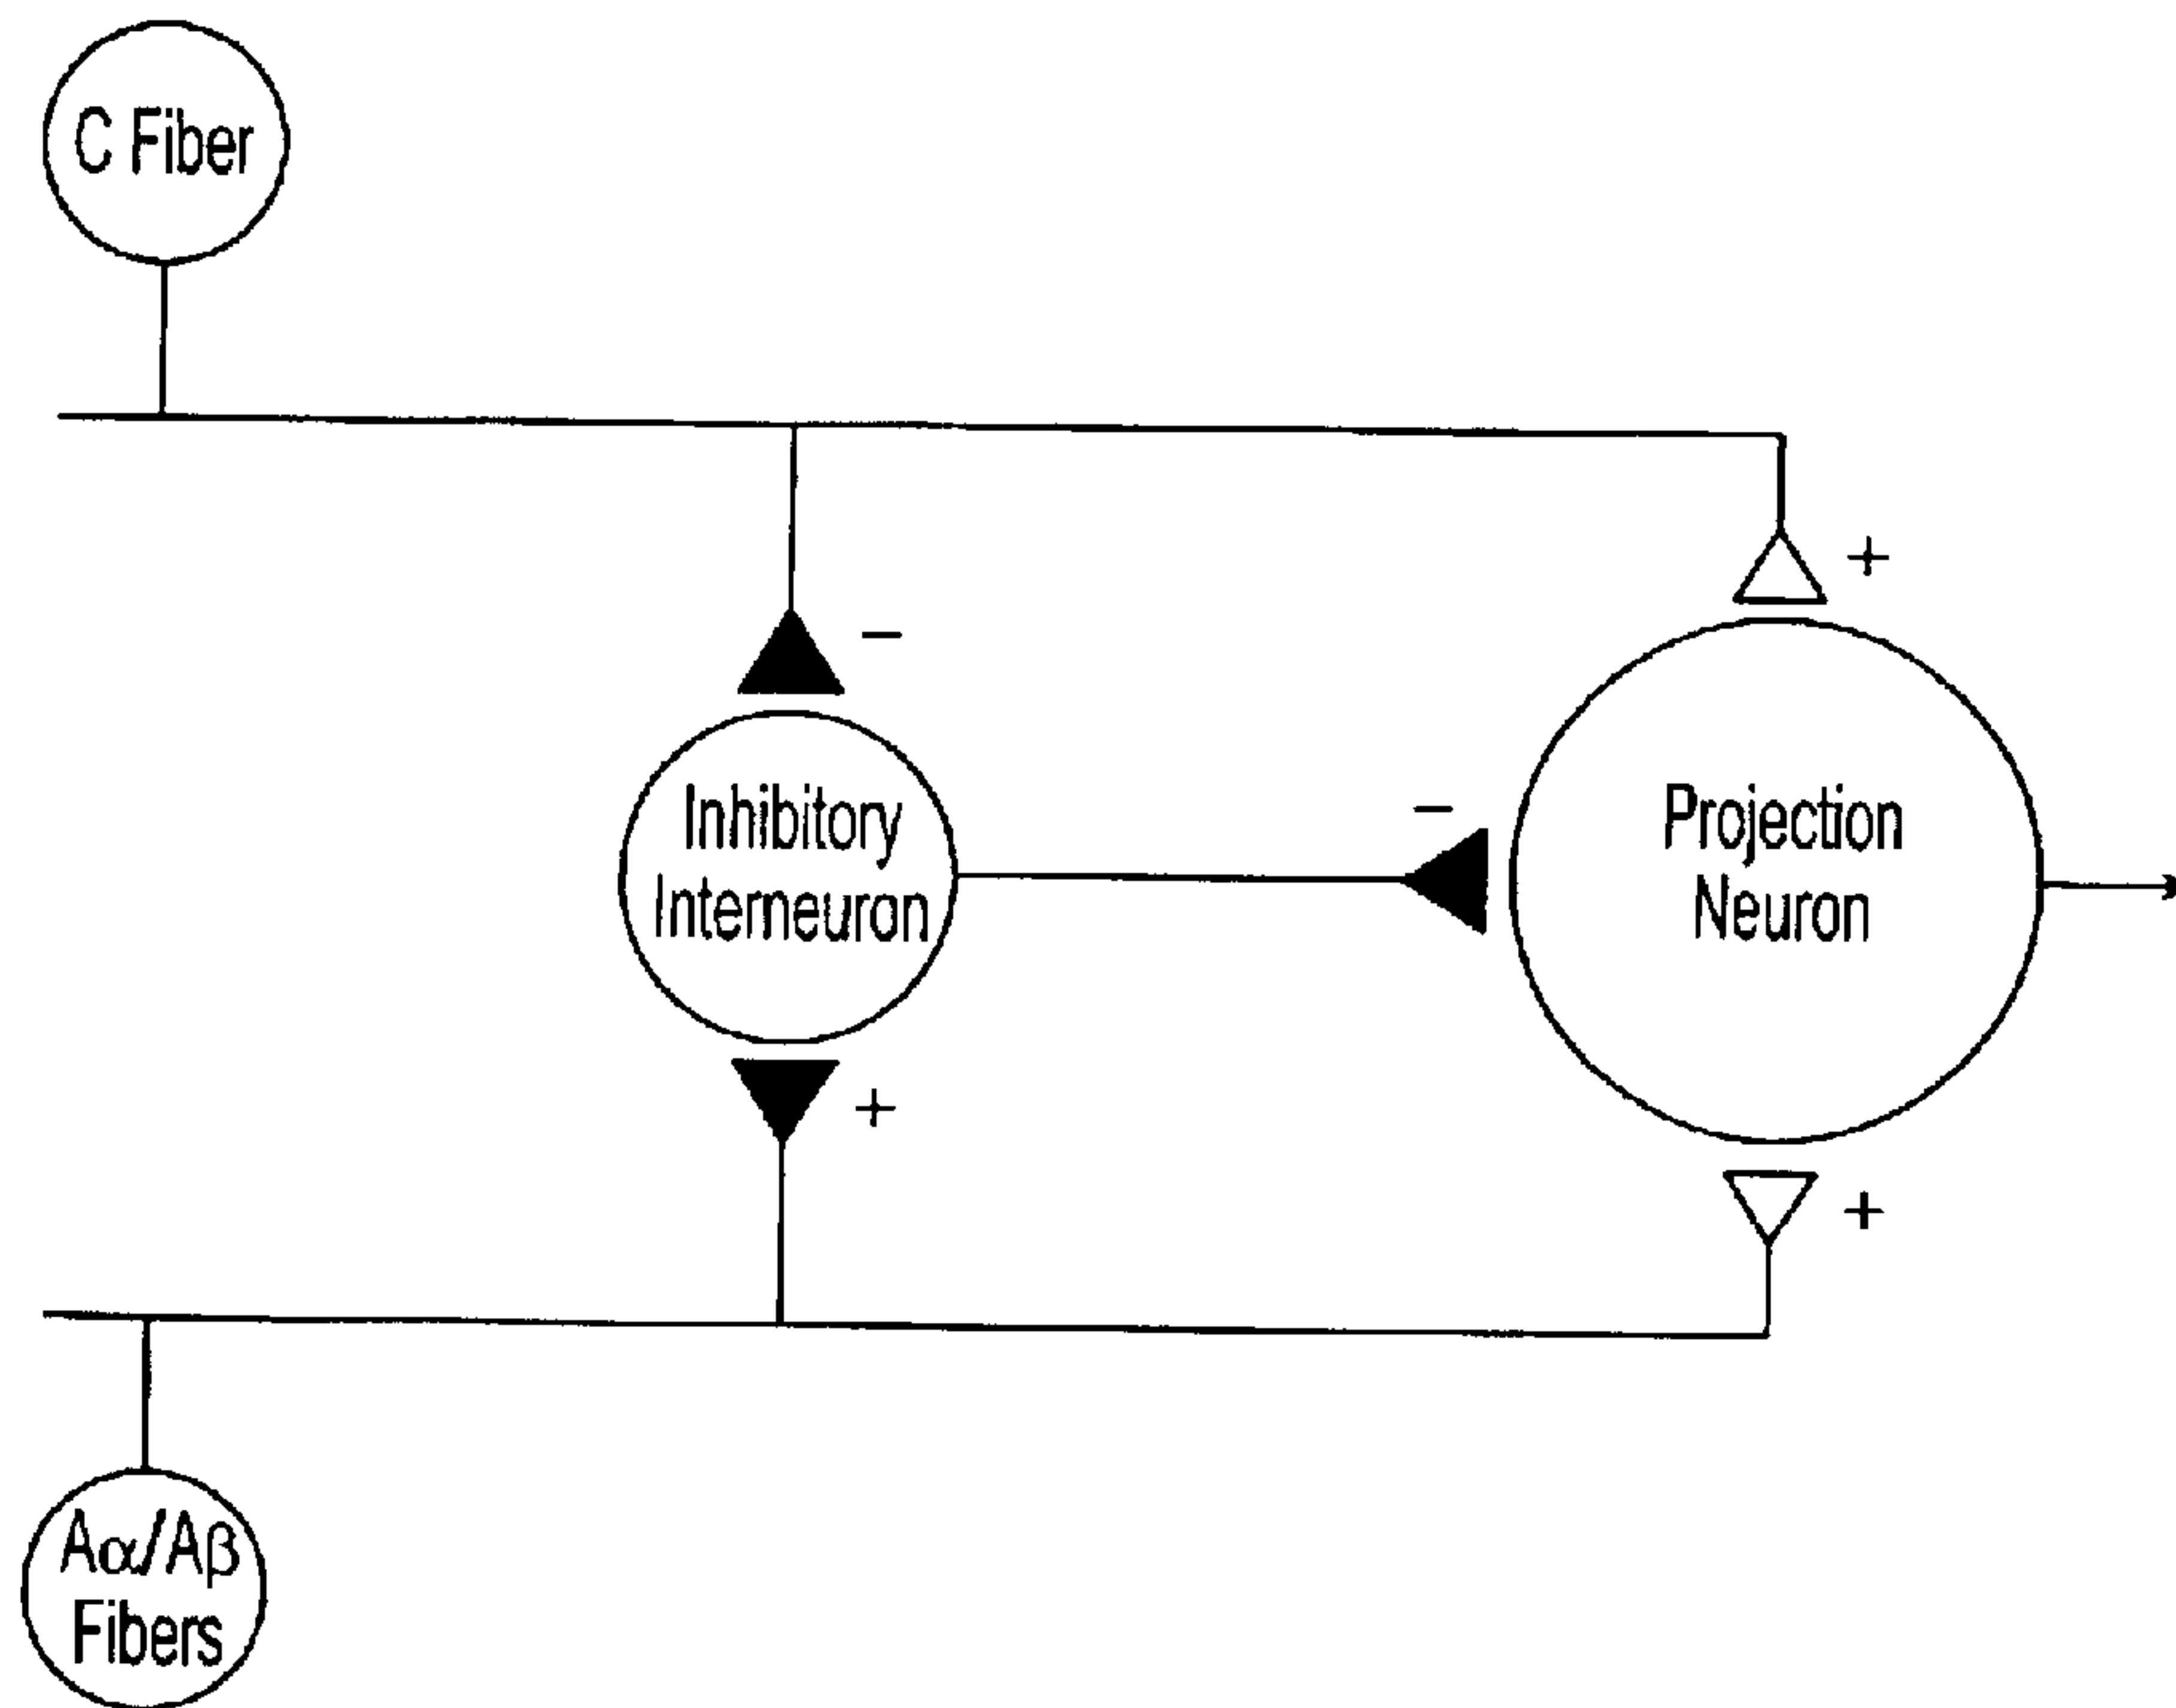 C Fiber
+
−
Inhibitory
Interneuron
−
Projection
Neuron
+
+
Aα/Aβ
Fibers